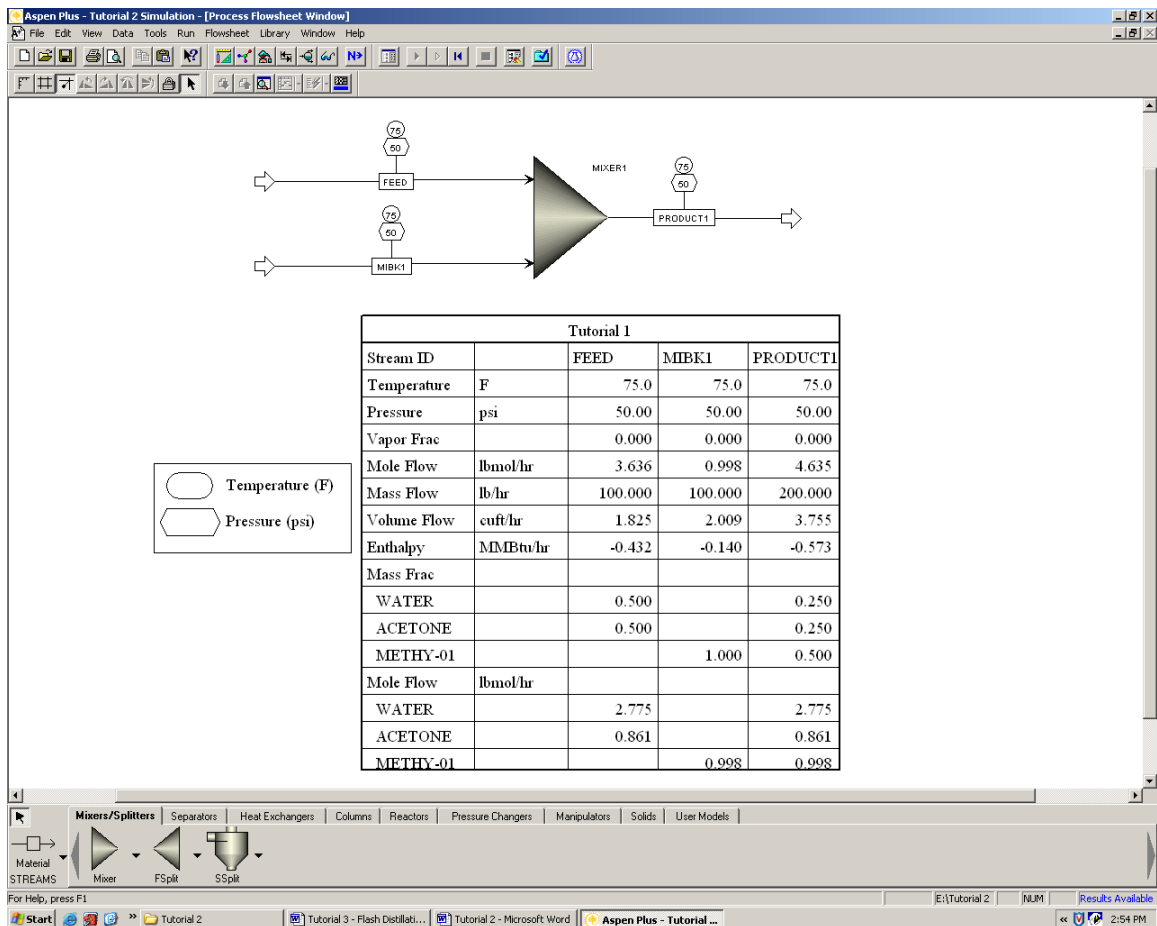 Aspen Plus - Tutorial 2 Simulation - [Process Flowsheet Window]
File Edit View Data Tools Run Flowsheet Library Window Help
N
75
50
FEED
75
50
MIBK1
MIXER1
75
50
PRODUCT1
Temperature (F)
Pressure (psi)
Tutorial 1
Stream ID FEED MIBK1 PRODUCT1
Temperature F 75.0 75.0 75.0
Pressure psi 50.00 50.00 50.00
Vapor Frac 0.000 0.000 0.000
Mole Flow lbmol/hr 3.636 0.998 4.635
Mass Flow lb/hr 100.000 100.000 200.000
Volume Flow cuft/hr 1.825 2.009 3.755
Enthalpy MMBtu/hr -0.432 -0.140 -0.573
Mass Frac
WATER 0.500 0.250
ACETONE 0.500 0.250
METHY-01 1.000 0.500
Mole Flow lbmol/hr
WATER 2.775 2.775
ACETONE 0.861 0.861
METHY-01 0.998 0.998
Mixers/Splitters Separators Heat Exchangers Columns Reactors Pressure Changers Manipulators Solids User Models
Material
STREAMS Mixer FSplit SSplit
For Help, press F1 E:\Tutorial 2 NUM Results Available
Start » Tutorial 2 Tutorial 3 - Flash Distillati... Tutorial 2 - Microsoft Word Aspen Plus - Tutorial ... « 2:54 PM